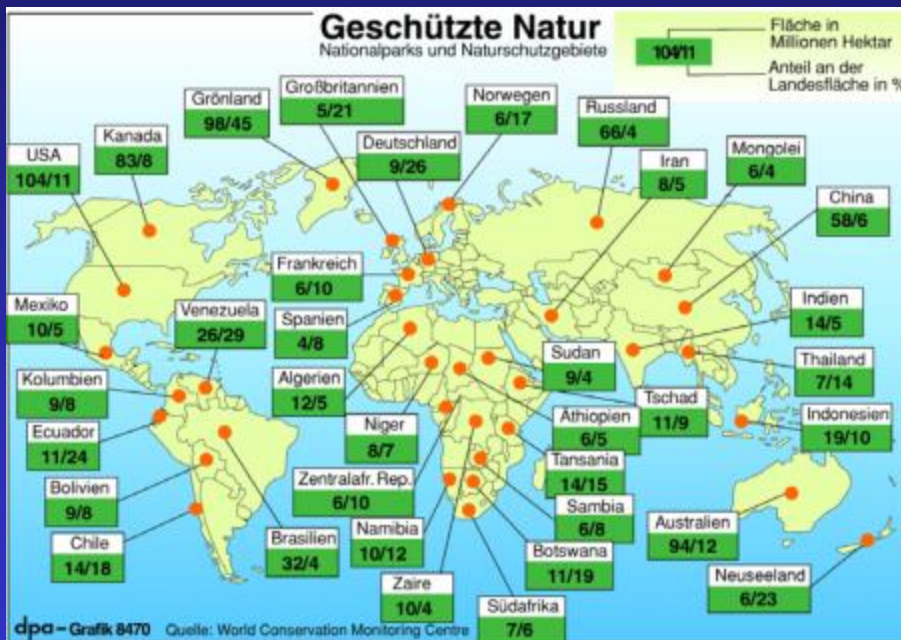 Geschützte Natur
Nationalparks und Naturschutzgebiete
104/11
Fläche in
Millionen Hektar
Anteil an der
Landesfläche in %
Grönland
98/45
Großbritannien
5/21
Norwegen
6/17
Russland
66/4
Kanada
83/8
Deutschland
9/26
Iran
8/5
Mongolei
6/4
USA
104/11
China
58/6
Frankreich
6/10
Mexiko
10/5
Venezuela
26/29
Spanien
4/8
Indien
14/5
Sudan
9/4
Thailand
7/14
Kolumbien
9/8
Algerien
12/5
Tschad
11/9
Äthiopien
6/5
Indonesien
19/10
Ecuador
11/24
Niger
8/7
Tansania
14/15
Bolivien
9/8
Zentralafr. Rep.
6/10
Sambia
6/8
Chile
14/18
Brasilien
32/4
Namibia
10/12
Botswana
11/19
Australien
94/12
Zaire
10/4
Südafrika
7/6
Neuseeland
6/23
dpa-Grafik 8470 Quelle: World Conservation Monitoring Centre